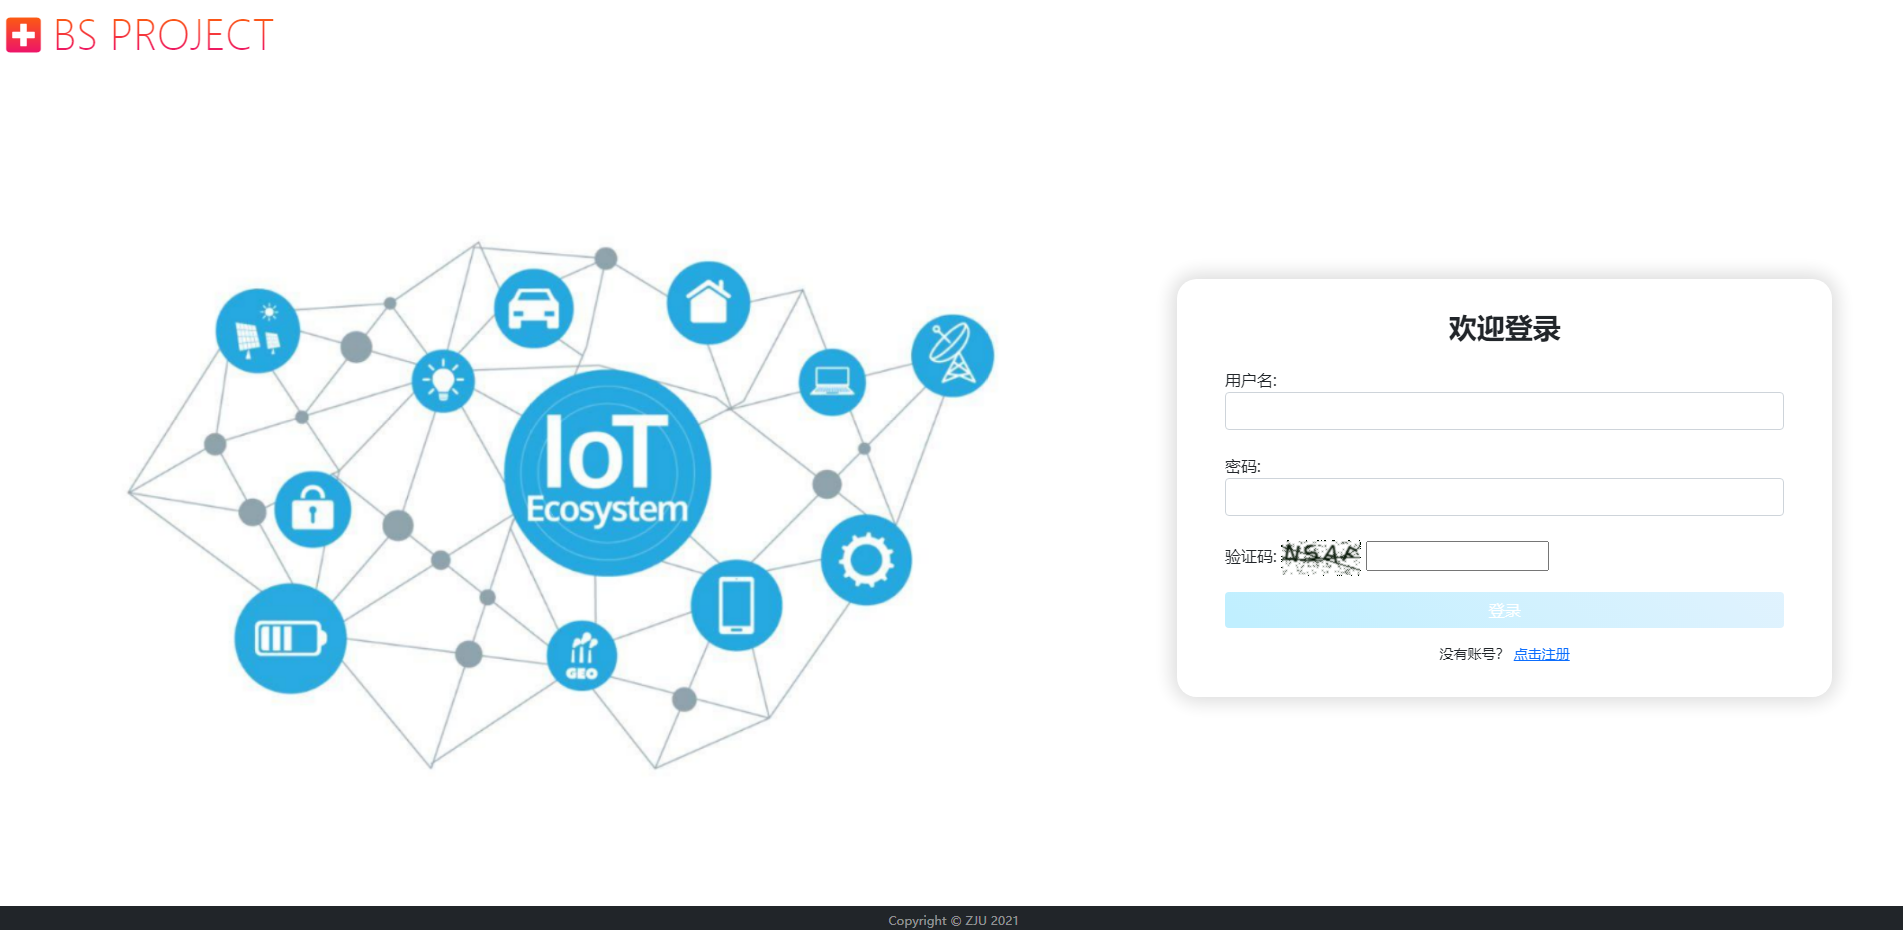 BS PROJECT
IoT
Ecosystem
GEO
欢迎登录
用户名:
密码:
验证码: NSAF
登录
没有账号? 点击注册
Copyright © ZJU 2021